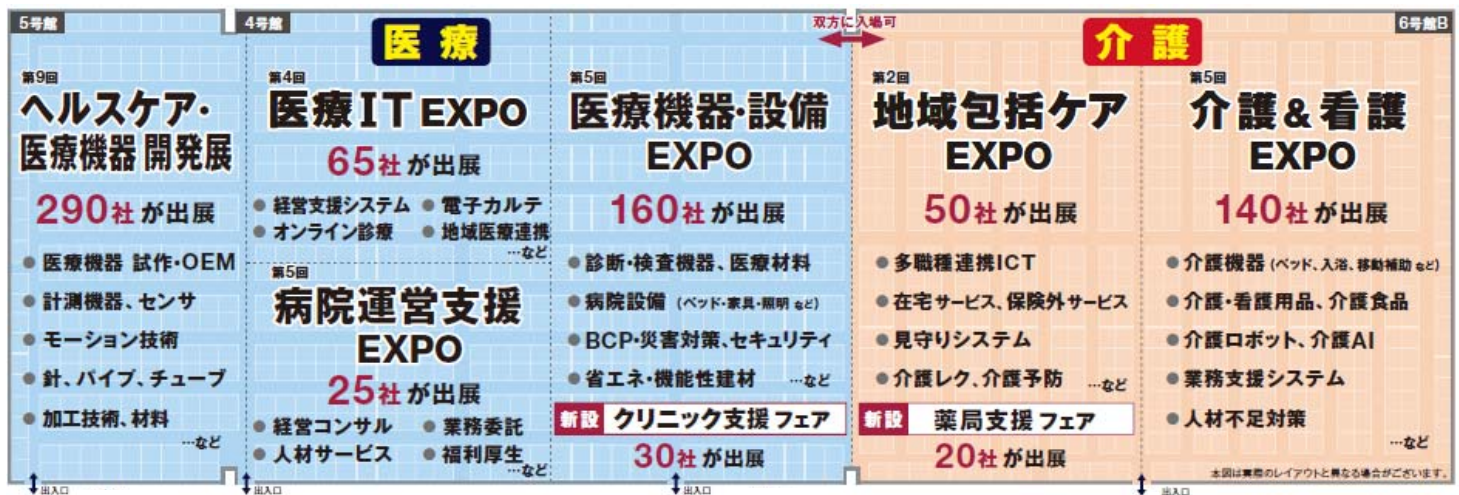 5号館
4号館
医療
双方に入場可
介護
6号館B
第9回
ヘルスケア・
医療機器 開発展
290社が出展
● 医療機器 試作・OEM
● 計測機器、センサ
● モーション技術
● 針、パイプ、チューブ
● 加工技術、材料
…など
第4回
医療IT EXPO
65社が出展
● 経営支援システム ● 電子カルテ
● オンライン診療 ● 地域医療連携
…など
第5回
病院運営支援
EXPO
25社が出展
● 経営コンサル ● 業務委託
● 人材サービス ● 福利厚生
…など
第5回
医療機器・設備
EXPO
160社が出展
● 診断・検査機器、医療材料
● 病院設備 (ベッド・家具・照明 など)
● BCP・災害対策、セキュリティ
● 省エネ・機能性建材 …など
新設 クリニック支援 フェア
30社が出展
第2回
地域包括ケア
EXPO
50社が出展
● 多職種連携ICT
● 在宅サービス、保険外サービス
● 見守りシステム
● 介護レク、介護予防 …など
新設 薬局支援 フェア
20社が出展
第5回
介護&看護
EXPO
140社が出展
● 介護機器 (ベッド、入浴、移動補助 など)
● 介護・看護用品、介護食品
● 介護ロボット、介護AI
● 業務支援システム
● 人材不足対策
…など
本図は実際のレイアウトと異なる場合がございます。
出入口
出入口
出入口
出入口